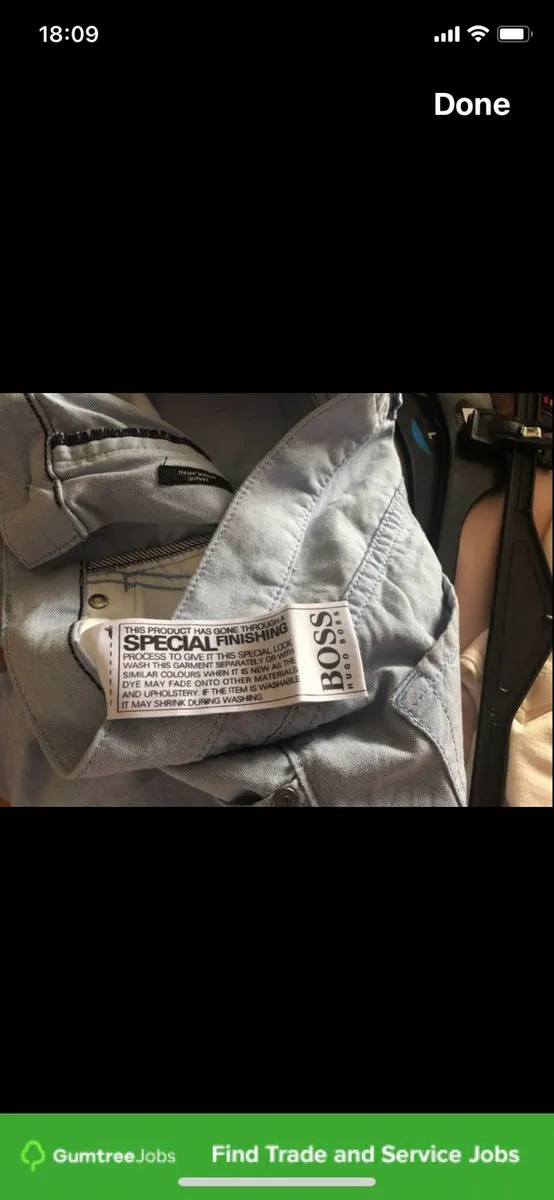 18:09
Done
THIS PRODUCT HAS GONE THROUGH A
SPECIAL FINISHING
PROCESS TO GIVE IT THIS SPECIAL LOOK
WASH THIS GARMENT SEPARATELY OR WITH
SIMILAR COLOURS WHEN IT IS NEW AS THE
DYE MAY FADE ONTO OTHER MATERIALS
AND UPHOLSTERY. IF THE ITEM IS WASHABLE
IT MAY SHRINK DURING WASHING.
BOSS
HUGO BOSS
GumtreeJobs
Find Trade and Service Jobs